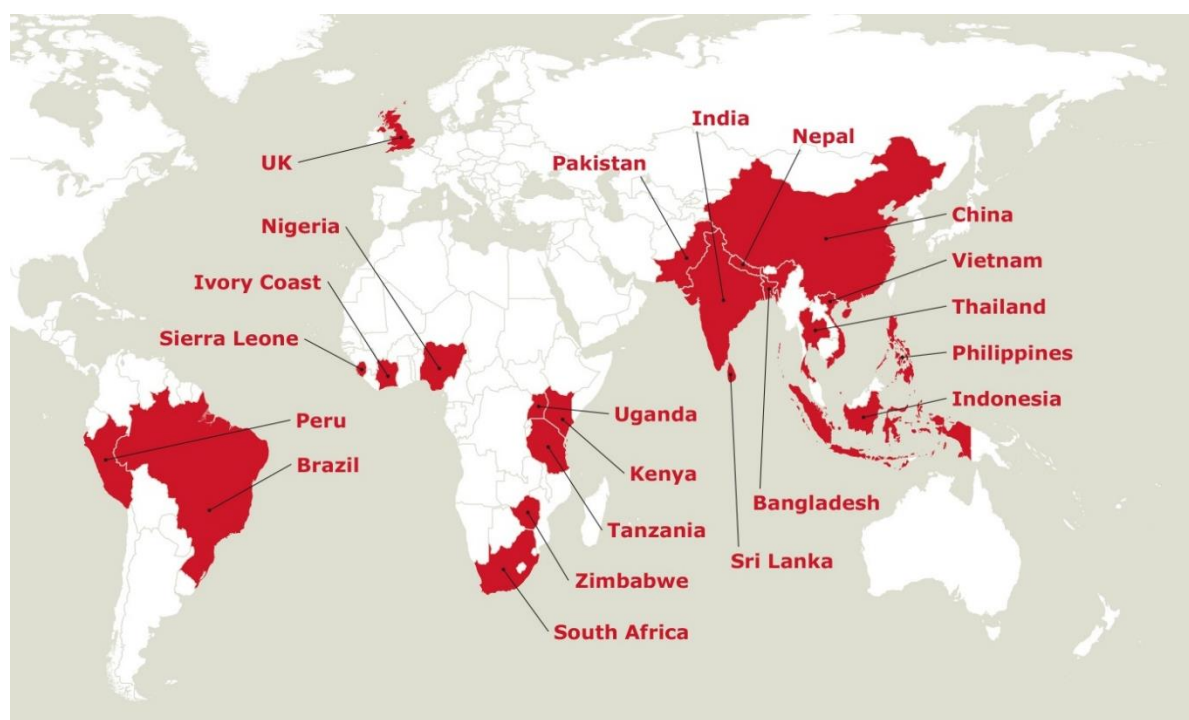 India
Nepal
UK
Pakistan
China
Nigeria
Vietnam
Ivory Coast
Thailand
Sierra Leone
Philippines
Indonesia
Uganda
Peru
Brazil
Kenya
Bangladesh
Tanzania
Sri Lanka
Zimbabwe
South Africa